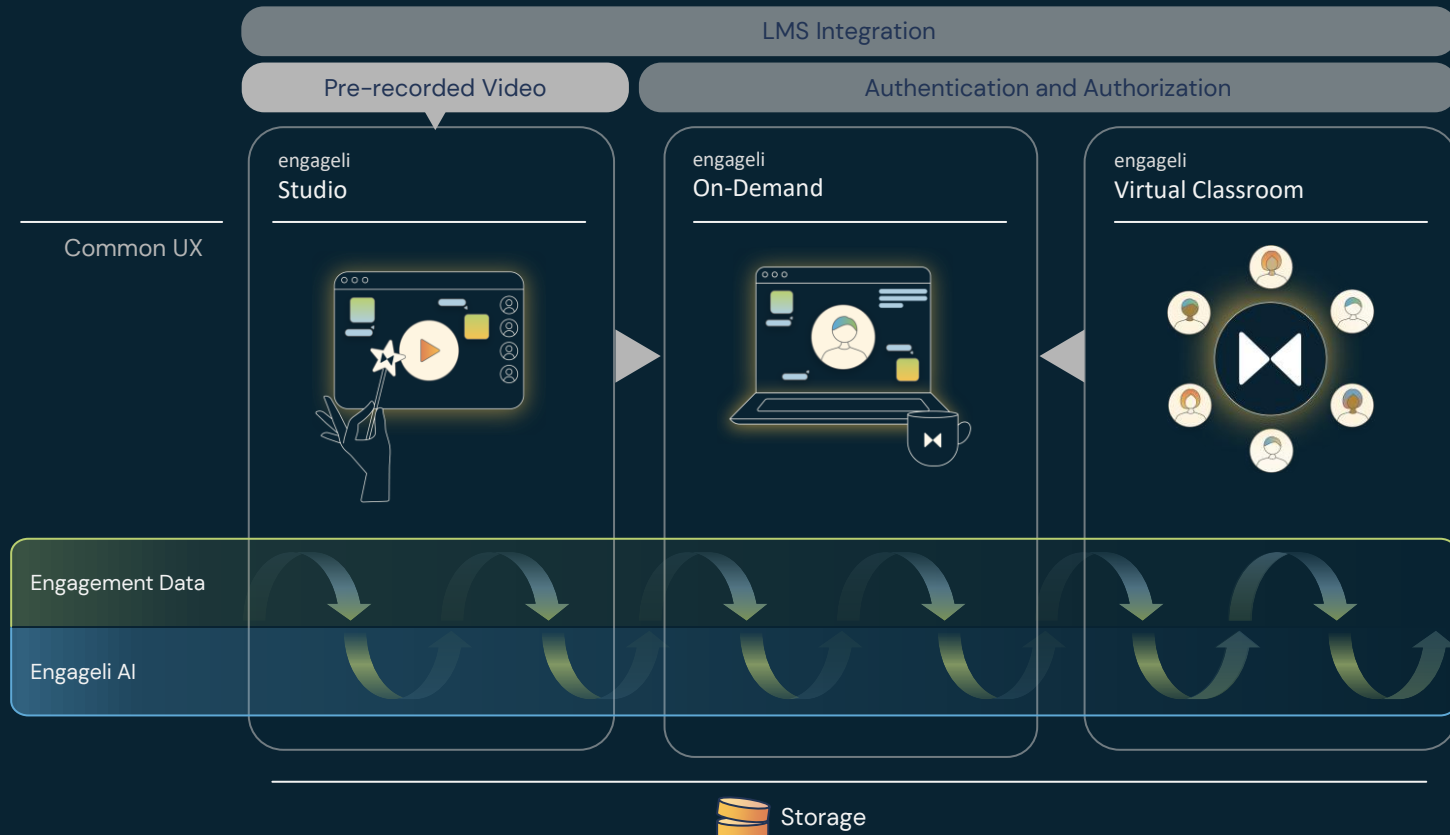 LMS Integration
Pre-recorded Video
Authentication and Authorization
engageli
Studio
engageli
On-Demand
engageli
Virtual Classroom
Common UX
Engagement Data
Engageli AI
Storage